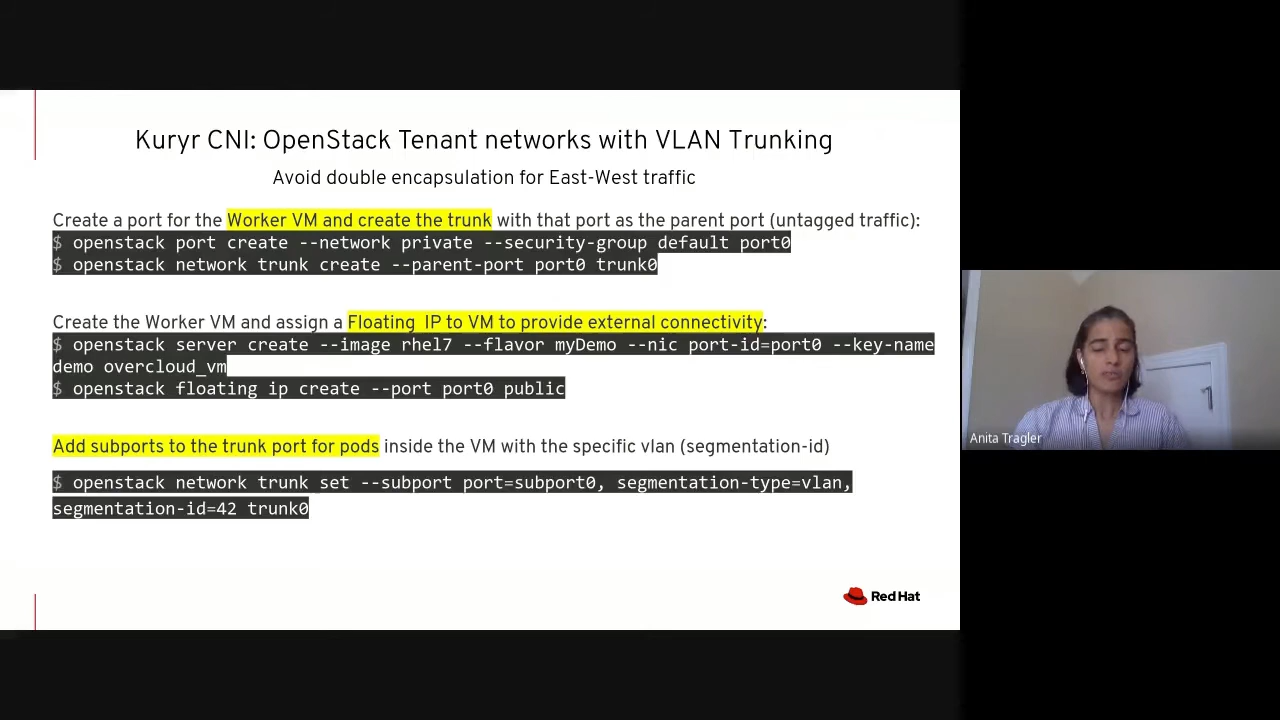 Kuryr CNI: OpenStack Tenant networks with VLAN Trunking
Avoid double encapsulation for East-West traffic
Create a port for the Worker VM and create the trunk with that port as the parent port (untagged traffic):
$ openstack port create --network private --security-group default port0
$ openstack network trunk create --parent-port port0 trunk0
Create the Worker VM and assign a Floating  IP to VM to provide external connectivity:
$ openstack server create --image rhel7 --flavor myDemo --nic port-id=port0 --key-name
demo overcloud_vm
$ openstack floating ip create --port port0 public
Add subports to the trunk port for pods inside the VM with the specific vlan (segmentation-id)
$ openstack network trunk set --subport port=subport0, segmentation-type=vlan,
segmentation-id=42 trunk0
Red Hat
Anita Tragler